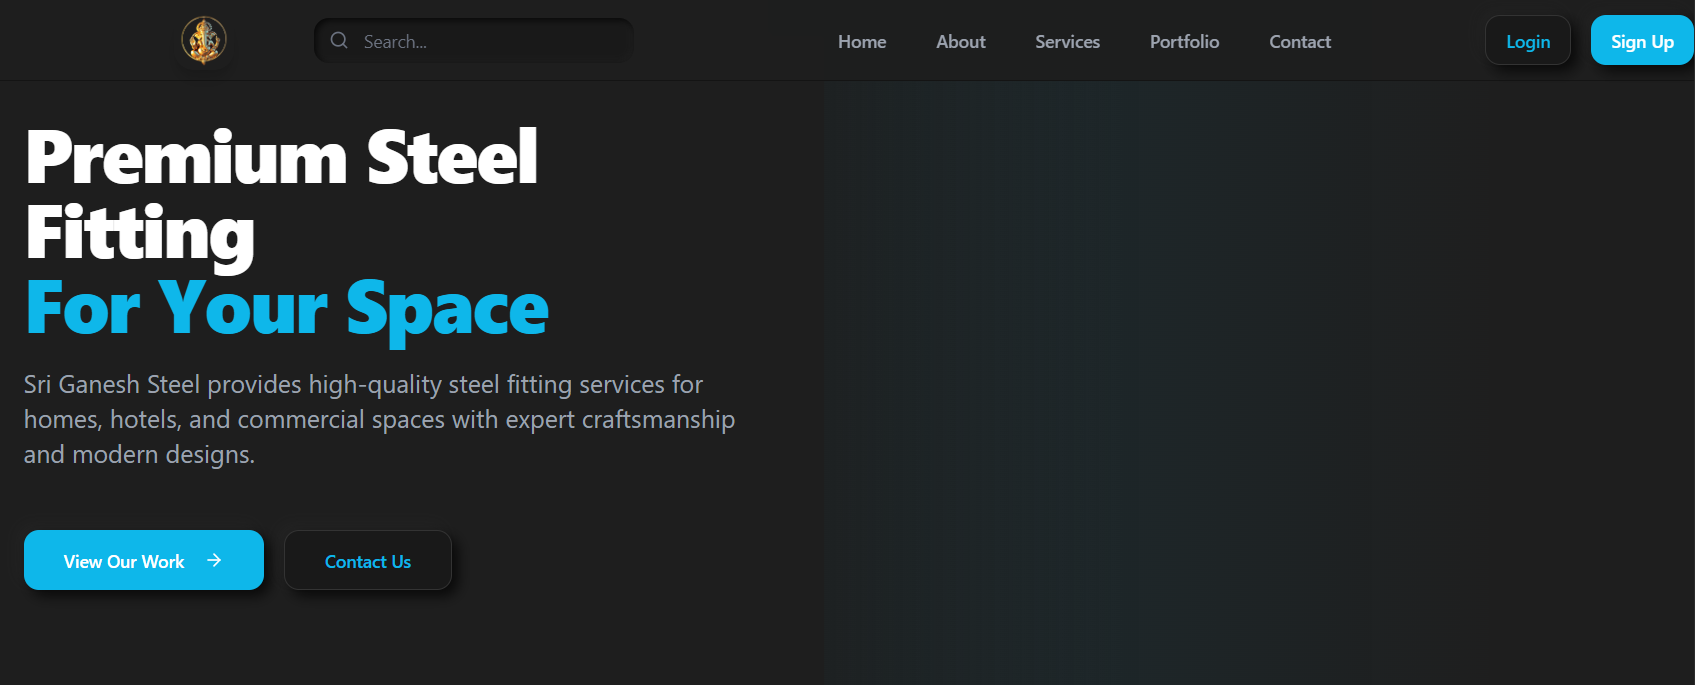 Search...
Home
About
Services
Portfolio
Contact
Login
Sign Up
Premium Steel
Fitting
For Your Space
Sri Ganesh Steel provides high-quality steel fitting services for
homes, hotels, and commercial spaces with expert craftsmanship
and modern designs.
View Our Work
Contact Us